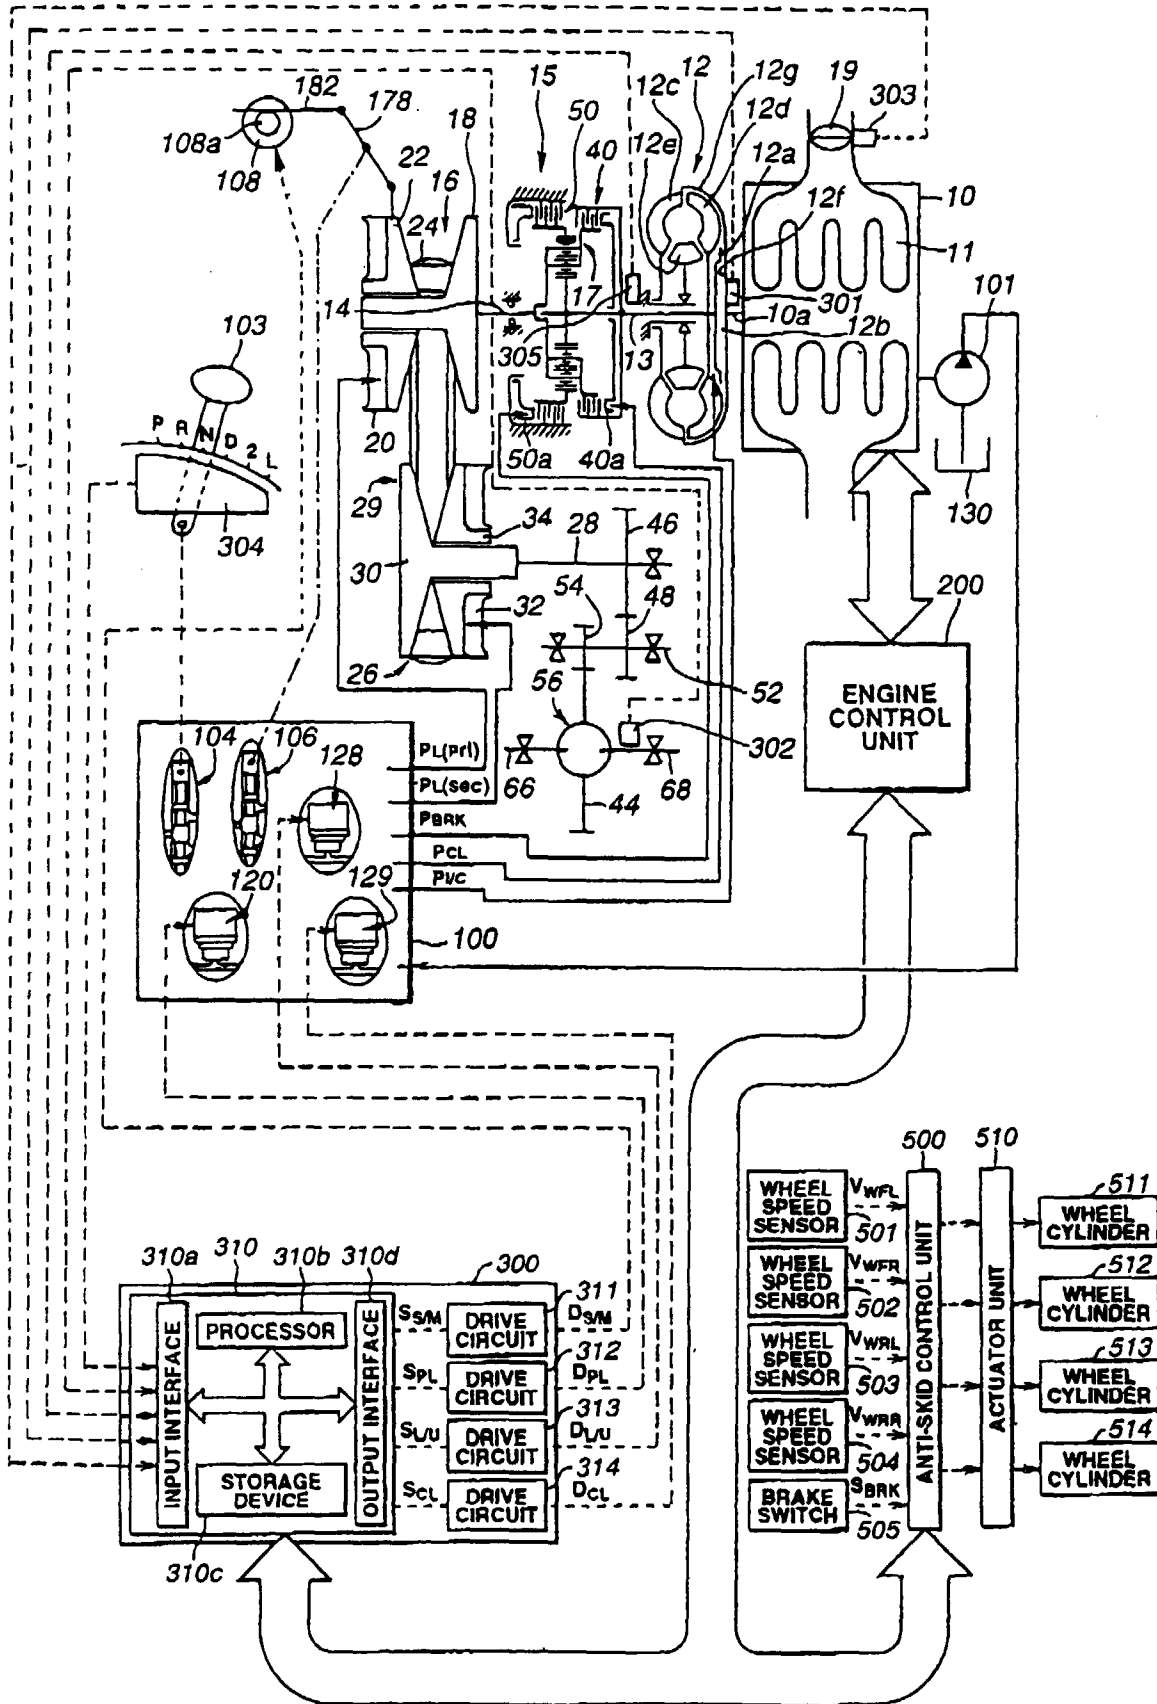 182
178
108a
108
22
16
18
24
14
15
50
40
17
305
12c
12
12g
12d
12e
12a
12f
13
10a
12b
301
19
303
10
11
101
130
103
P R N D 2 L
304
20
50a
40a
29
34
30
28
46
32
54
48
26
56
52
302
66
68
44
200
ENGINE
CONTROL
UNIT
104
106
128
120
129
100
PL(Pri)
PL(sec)
PBRK
PCL
PL/C
500
510
WHEEL
SPEED
SENSOR
VWFL
501
WHEEL
SPEED
SENSOR
VWFR
502
WHEEL
SPEED
SENSOR
VWRL
503
WHEEL
SPEED
SENSOR
VWRR
504
BRAKE
SWITCH
SBRK
505
ANTI-SKID CONTROL UNIT
ACTUATOR UNIT
511
WHEEL
CYLINDER
512
WHEEL
CYLINDER
513
WHEEL
CYLINDER
514
WHEEL
CYLINDER
310a
310
310b
310d
300
INPUT INTERFACE
PROCESSOR
STORAGE
DEVICE
310c
OUTPUT INTERFACE
SS/M
DRIVE
CIRCUIT
311
DS/M
SPL
DRIVE
CIRCUIT
312
DPL
SL/U
DRIVE
CIRCUIT
313
DL/U
SCL
DRIVE
CIRCUIT
314
DCL